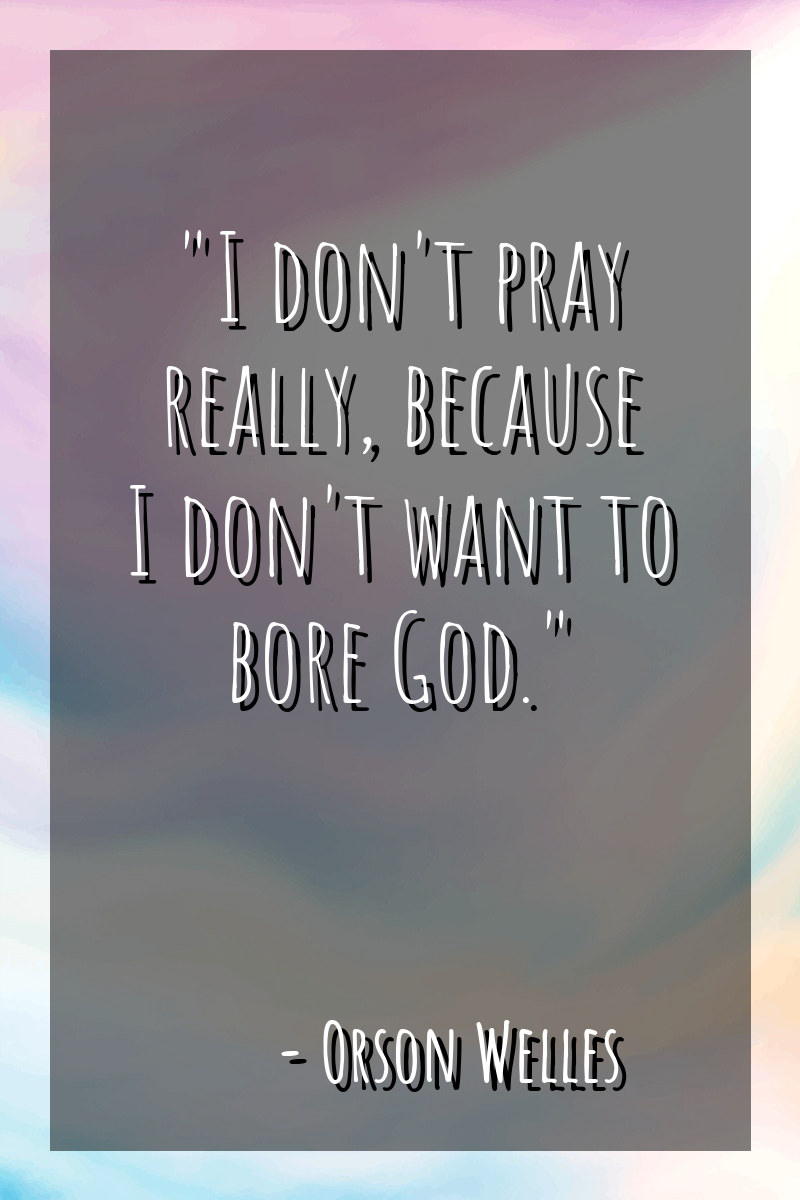 "I don't pray
really, because
I don't want to
bore God."
- Orson Welles